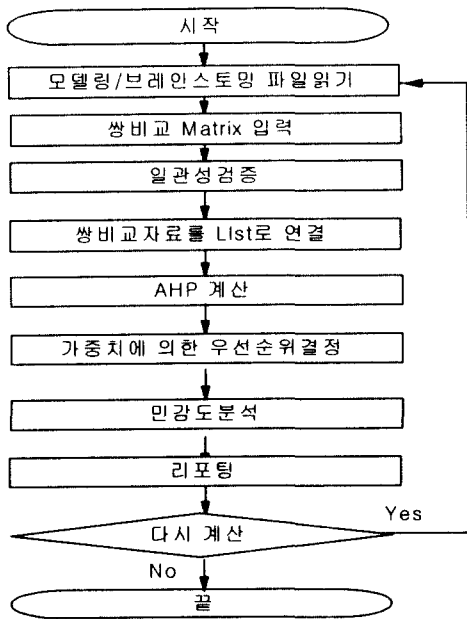 시작
모델링/브레인스토밍 파일읽기
쌍비교 Matrix 입력
일관성검증
쌍비교자료를 LIst로 연결
AHP 계산
가중치에 의한 우선순위결정
민감도분석
리포팅
다시 계산
Yes
No
끝